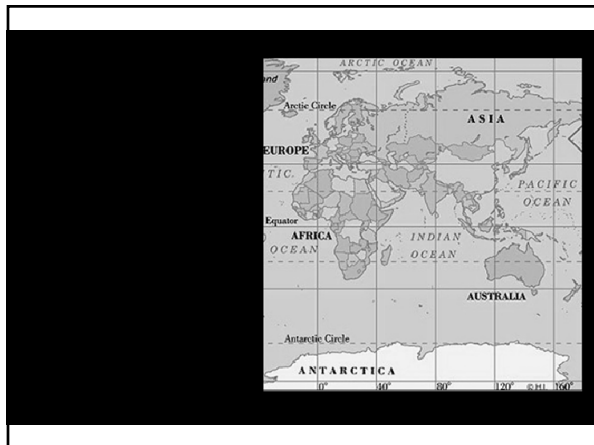 ARCTIC OCEAN
Arctic Circle
ASIA
EUROPE
TIC
PACIFIC
OCEAN
Equator
AFRICA
INDIAN
OCEAN
OCEAN
AUSTRALIA
Antarctic Circle
ANTARCTICA
0° 40° 80° 120° 160°